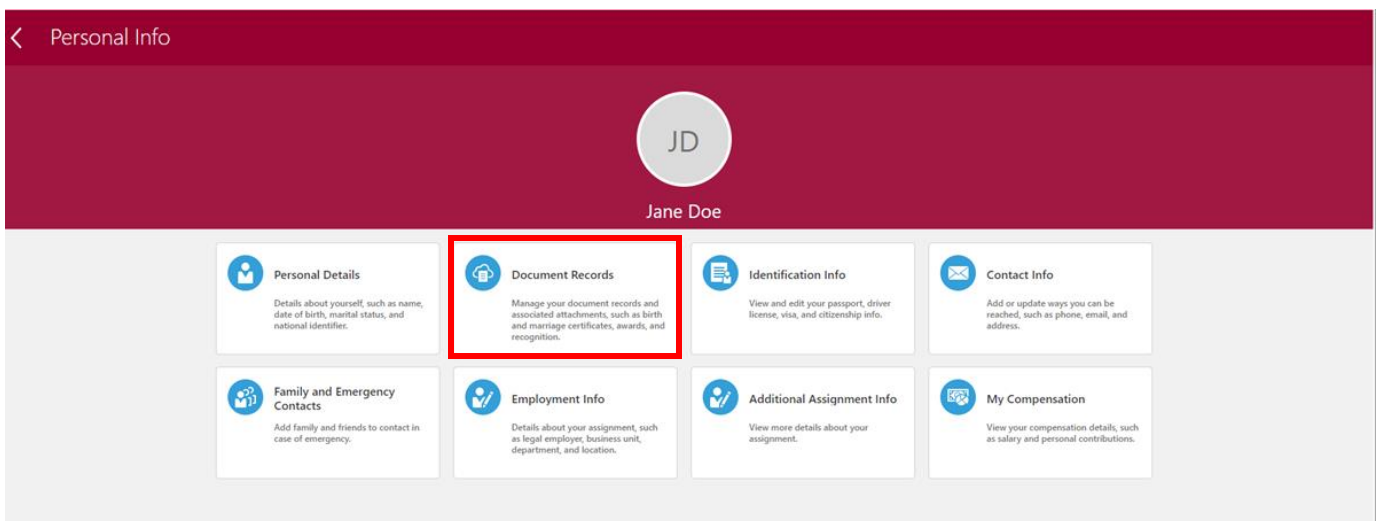 Personal Info
JD
Jane Doe
Personal Details
Details about yourself, such as name,
date of birth, marital status, and
national identifier.
Document Records
Manage your document records and
associated attachments, such as birth
and marriage certificates, awards, and
recognition.
Identification Info
View and edit your passport, driver
license, visa, and citizenship info.
Contact Info
Add or update ways you can be
reached, such as phone, email, and
address.
Family and Emergency
Contacts
Add family and friends to contact in
case of emergency.
Employment Info
Details about your assignment, such
as legal employer, business unit,
department, and location.
Additional Assignment Info
View more details about your
assignment.
My Compensation
View your compensation details, such
as salary and personal contributions.